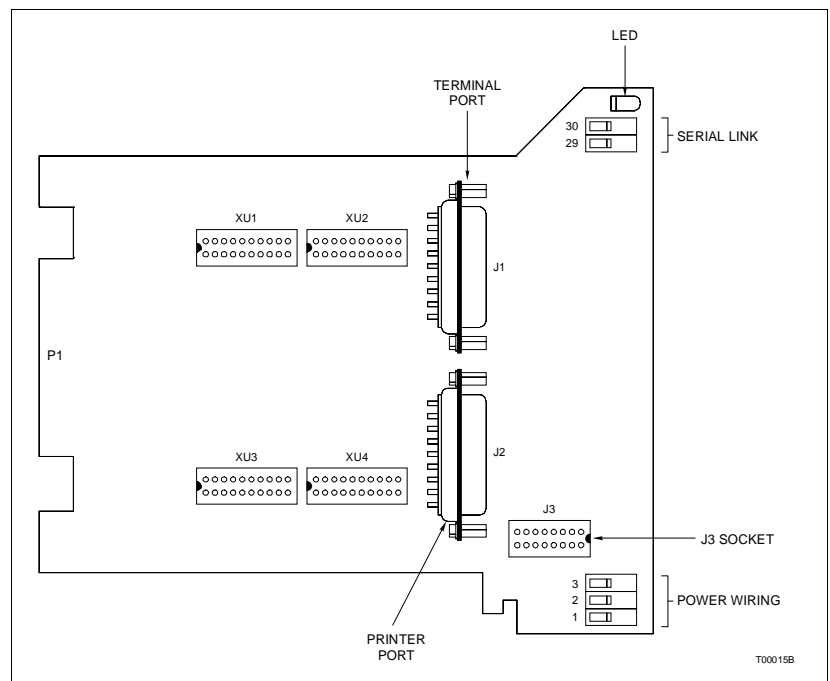 LED
TERMINAL
PORT
30
29
SERIAL LINK
XU1
XU2
J1
P1
XU3
XU4
J2
J3
J3 SOCKET
3
2
1
POWER WIRING
PRINTER
PORT
T00015B